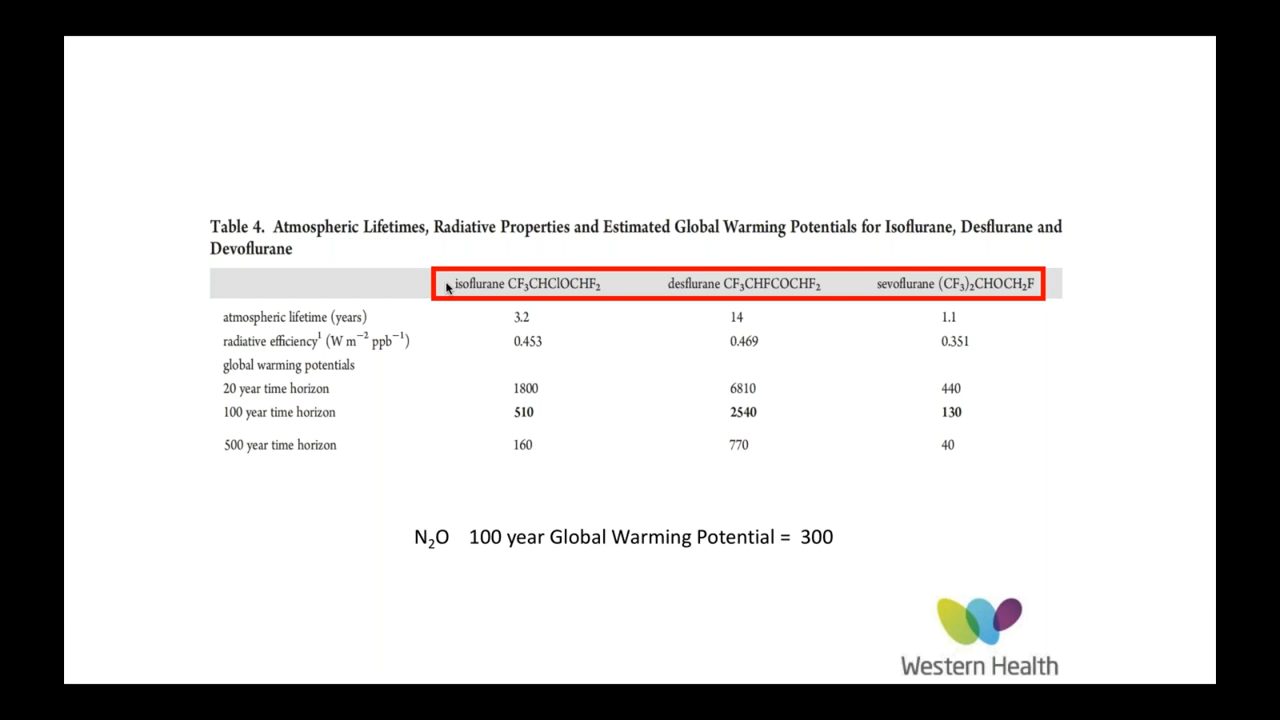 Table 4. Atmospheric Lifetimes, Radiative Properties and Estimated Global Warming Potentials for Isoflurane, Desflurane and
Devoflurane
isoflurane CF₃CHClOCHF₂ desflurane CF₃CHFCOCHF₂ sevoflurane (CF₃)₂CHOCH₂F
atmospheric lifetime (years) 3.2 14 1.1
radiative efficiency¹ (W m⁻² ppb⁻¹) 0.453 0.469 0.351
global warming potentials
20 year time horizon 1800 6810 440
100 year time horizon 510 2540 130
500 year time horizon 160 770 40
N₂O 100 year Global Warming Potential = 300
Western Health